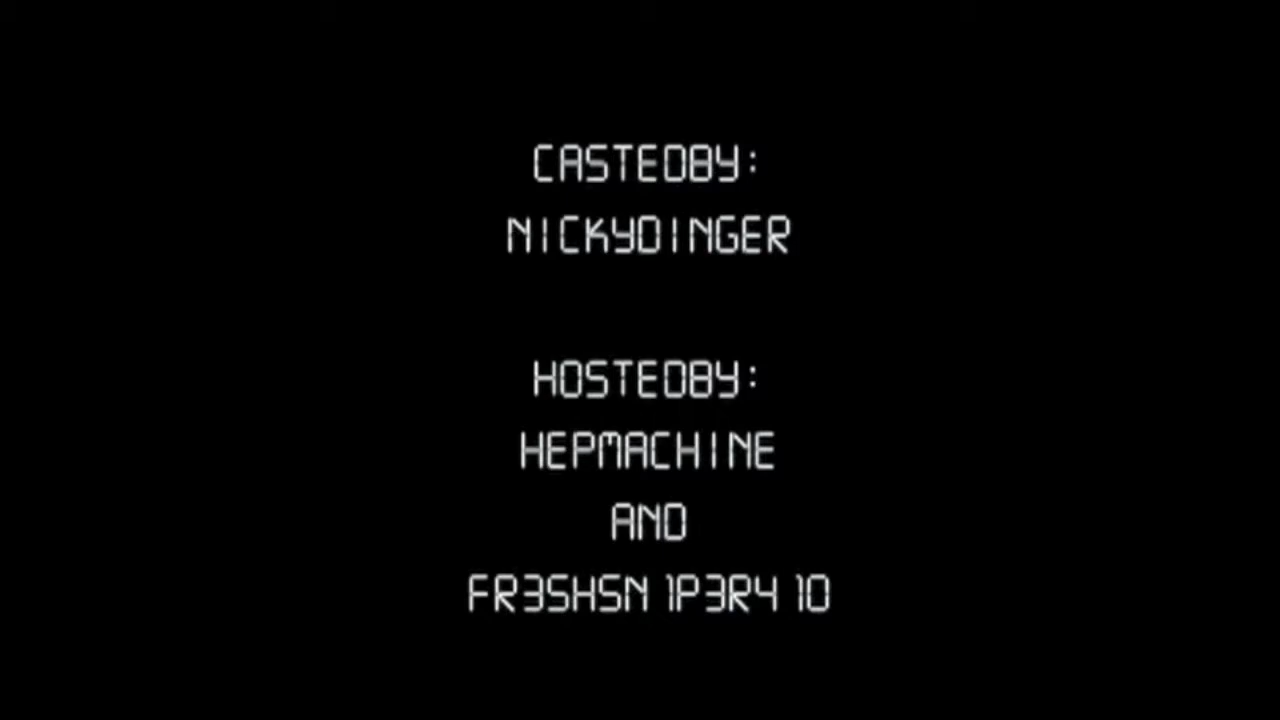 CASTEDBY:
NICKYDINGER
HOSTEDBY:
HEPMACHINE
AND
FR3SHSN1P3R410